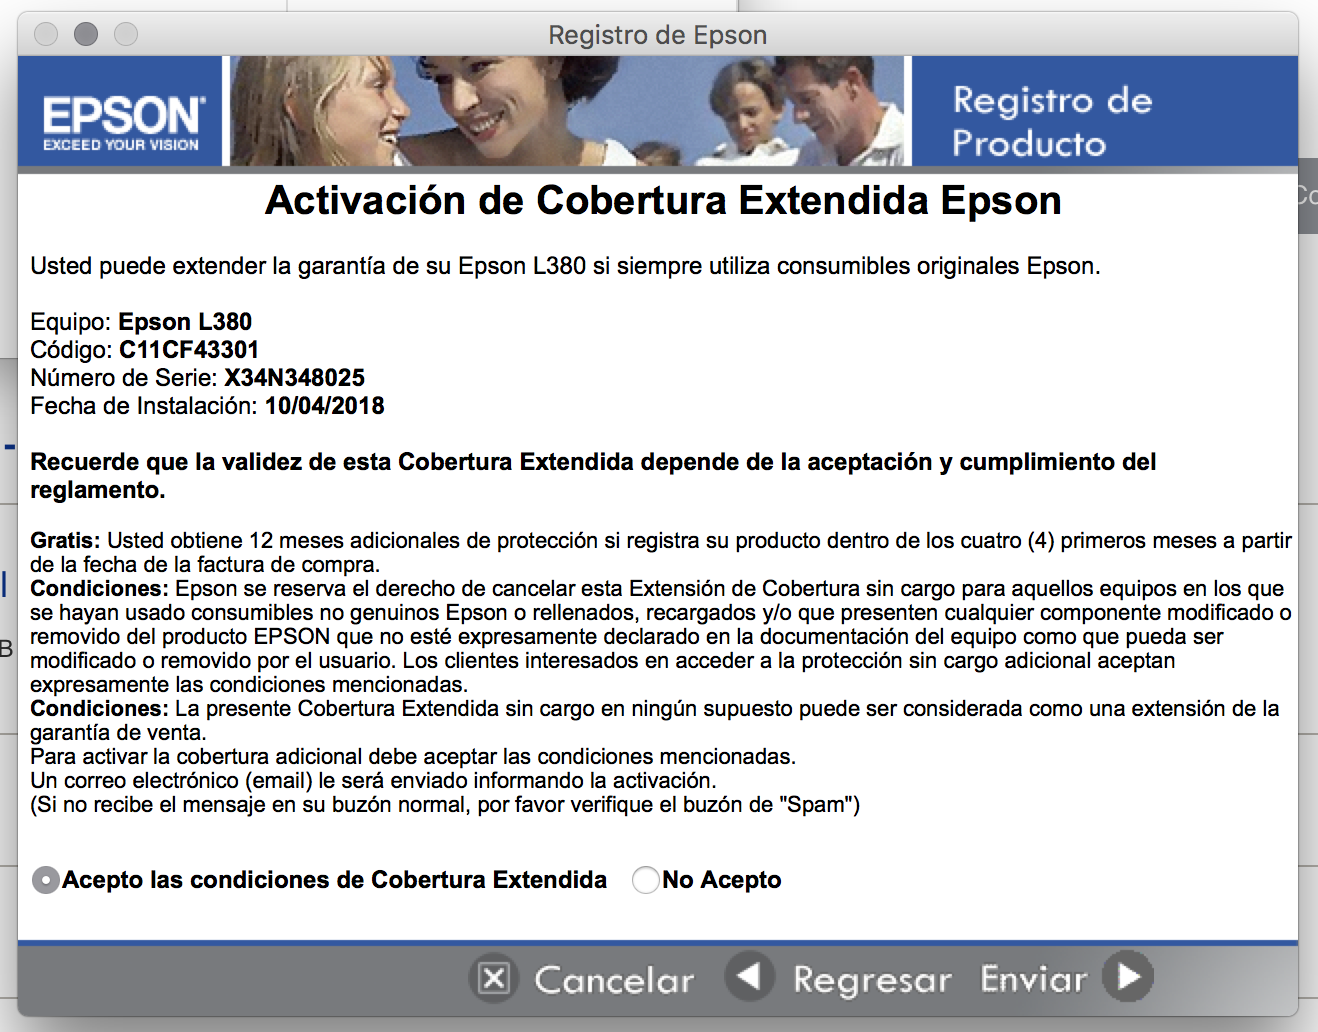 Registro de Epson
EPSON
EXCEED YOUR VISION
Registro de
Producto
Co
Activación de Cobertura Extendida Epson
Usted puede extender la garantía de su Epson L380 si siempre utiliza consumibles originales Epson.
Equipo: Epson L380
Código: C11CF43301
Número de Serie: X34N348025
Fecha de Instalación: 10/04/2018
Recuerde que la validez de esta Cobertura Extendida depende de la aceptación y cumplimiento del
reglamento.
Gratis: Usted obtiene 12 meses adicionales de protección si registra su producto dentro de los cuatro (4) primeros meses a partir
de la fecha de la factura de compra.
Condiciones: Epson se reserva el derecho de cancelar esta Extensión de Cobertura sin cargo para aquellos equipos en los que
se hayan usado consumibles no genuinos Epson o rellenados, recargados y/o que presenten cualquier componente modificado o
removido del producto EPSON que no esté expresamente declarado en la documentación del equipo como que pueda ser
modificado o removido por el usuario. Los clientes interesados en acceder a la protección sin cargo adicional aceptan
expresamente las condiciones mencionadas.
Condiciones: La presente Cobertura Extendida sin cargo en ningún supuesto puede ser considerada como una extensión de la
garantía de venta.
Para activar la cobertura adicional debe aceptar las condiciones mencionadas.
Un correo electrónico (email) le será enviado informando la activación.
(Si no recibe el mensaje en su buzón normal, por favor verifique el buzón de "Spam")
Acepto las condiciones de Cobertura Extendida No Acepto
Cancelar Regresar Enviar